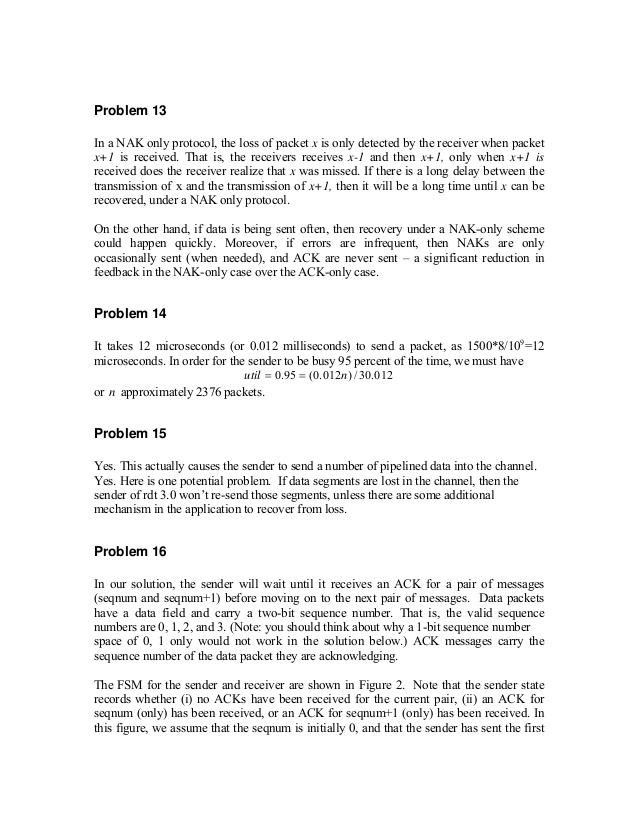 Problem 13
In a NAK only protocol, the loss of packet x is only detected by the receiver when packet
x+1 is received. That is, the receivers receives x-1 and then x+1, only when x+1 is
received does the receiver realize that x was missed. If there is a long delay between the
transmission of x and the transmission of x+1, then it will be a long time until x can be
recovered, under a NAK only protocol.
On the other hand, if data is being sent often, then recovery under a NAK-only scheme
could happen quickly. Moreover, if errors are infrequent, then NAKs are only
occasionally sent (when needed), and ACK are never sent – a significant reduction in
feedback in the NAK-only case over the ACK-only case.
Problem 14
It takes 12 microseconds (or 0.012 milliseconds) to send a packet, as 1500*8/10⁹=12
microseconds. In order for the sender to be busy 95 percent of the time, we must have
util = 0.95 = (0.012n) / 30.012
or n approximately 2376 packets.
Problem 15
Yes. This actually causes the sender to send a number of pipelined data into the channel.
Yes. Here is one potential problem. If data segments are lost in the channel, then the
sender of rdt 3.0 won't re-send those segments, unless there are some additional
mechanism in the application to recover from loss.
Problem 16
In our solution, the sender will wait until it receives an ACK for a pair of messages
(seqnum and seqnum+1) before moving on to the next pair of messages. Data packets
have a data field and carry a two-bit sequence number. That is, the valid sequence
numbers are 0, 1, 2, and 3. (Note: you should think about why a 1-bit sequence number
space of 0, 1 only would not work in the solution below.) ACK messages carry the
sequence number of the data packet they are acknowledging.
The FSM for the sender and receiver are shown in Figure 2. Note that the sender state
records whether (i) no ACKs have been received for the current pair, (ii) an ACK for
seqnum (only) has been received, or an ACK for seqnum+1 (only) has been received. In
this figure, we assume that the seqnum is initially 0, and that the sender has sent the first